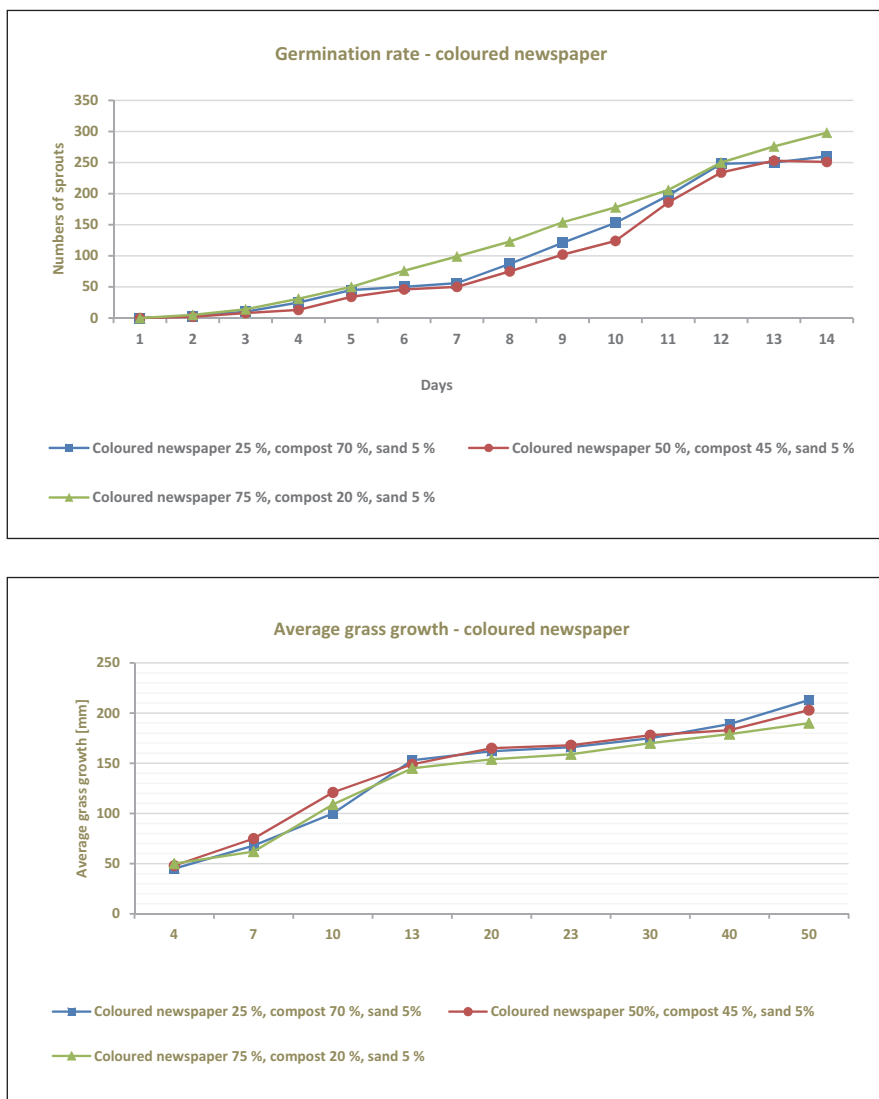 Germination rate - coloured newspaper
350
300
250
200
150
100
50
0
Numbers of sprouts
1 2 3 4 5 6 7 8 9 10 11 12 13 14
Days
Coloured newspaper 25 %, compost 70 %, sand 5 % Coloured newspaper 50 %, compost 45 %, sand 5 %
Coloured newspaper 75 %, compost 20 %, sand 5 %
Average grass growth - coloured newspaper
250
200
150
100
50
0
Average grass growth [mm]
4 7 10 13 20 23 30 40 50
Coloured newspaper 25 %, compost 70 %, sand 5% Coloured newspaper 50%, compost 45 %, sand 5%
Coloured newspaper 75 %, compost 20 %, sand 5 %